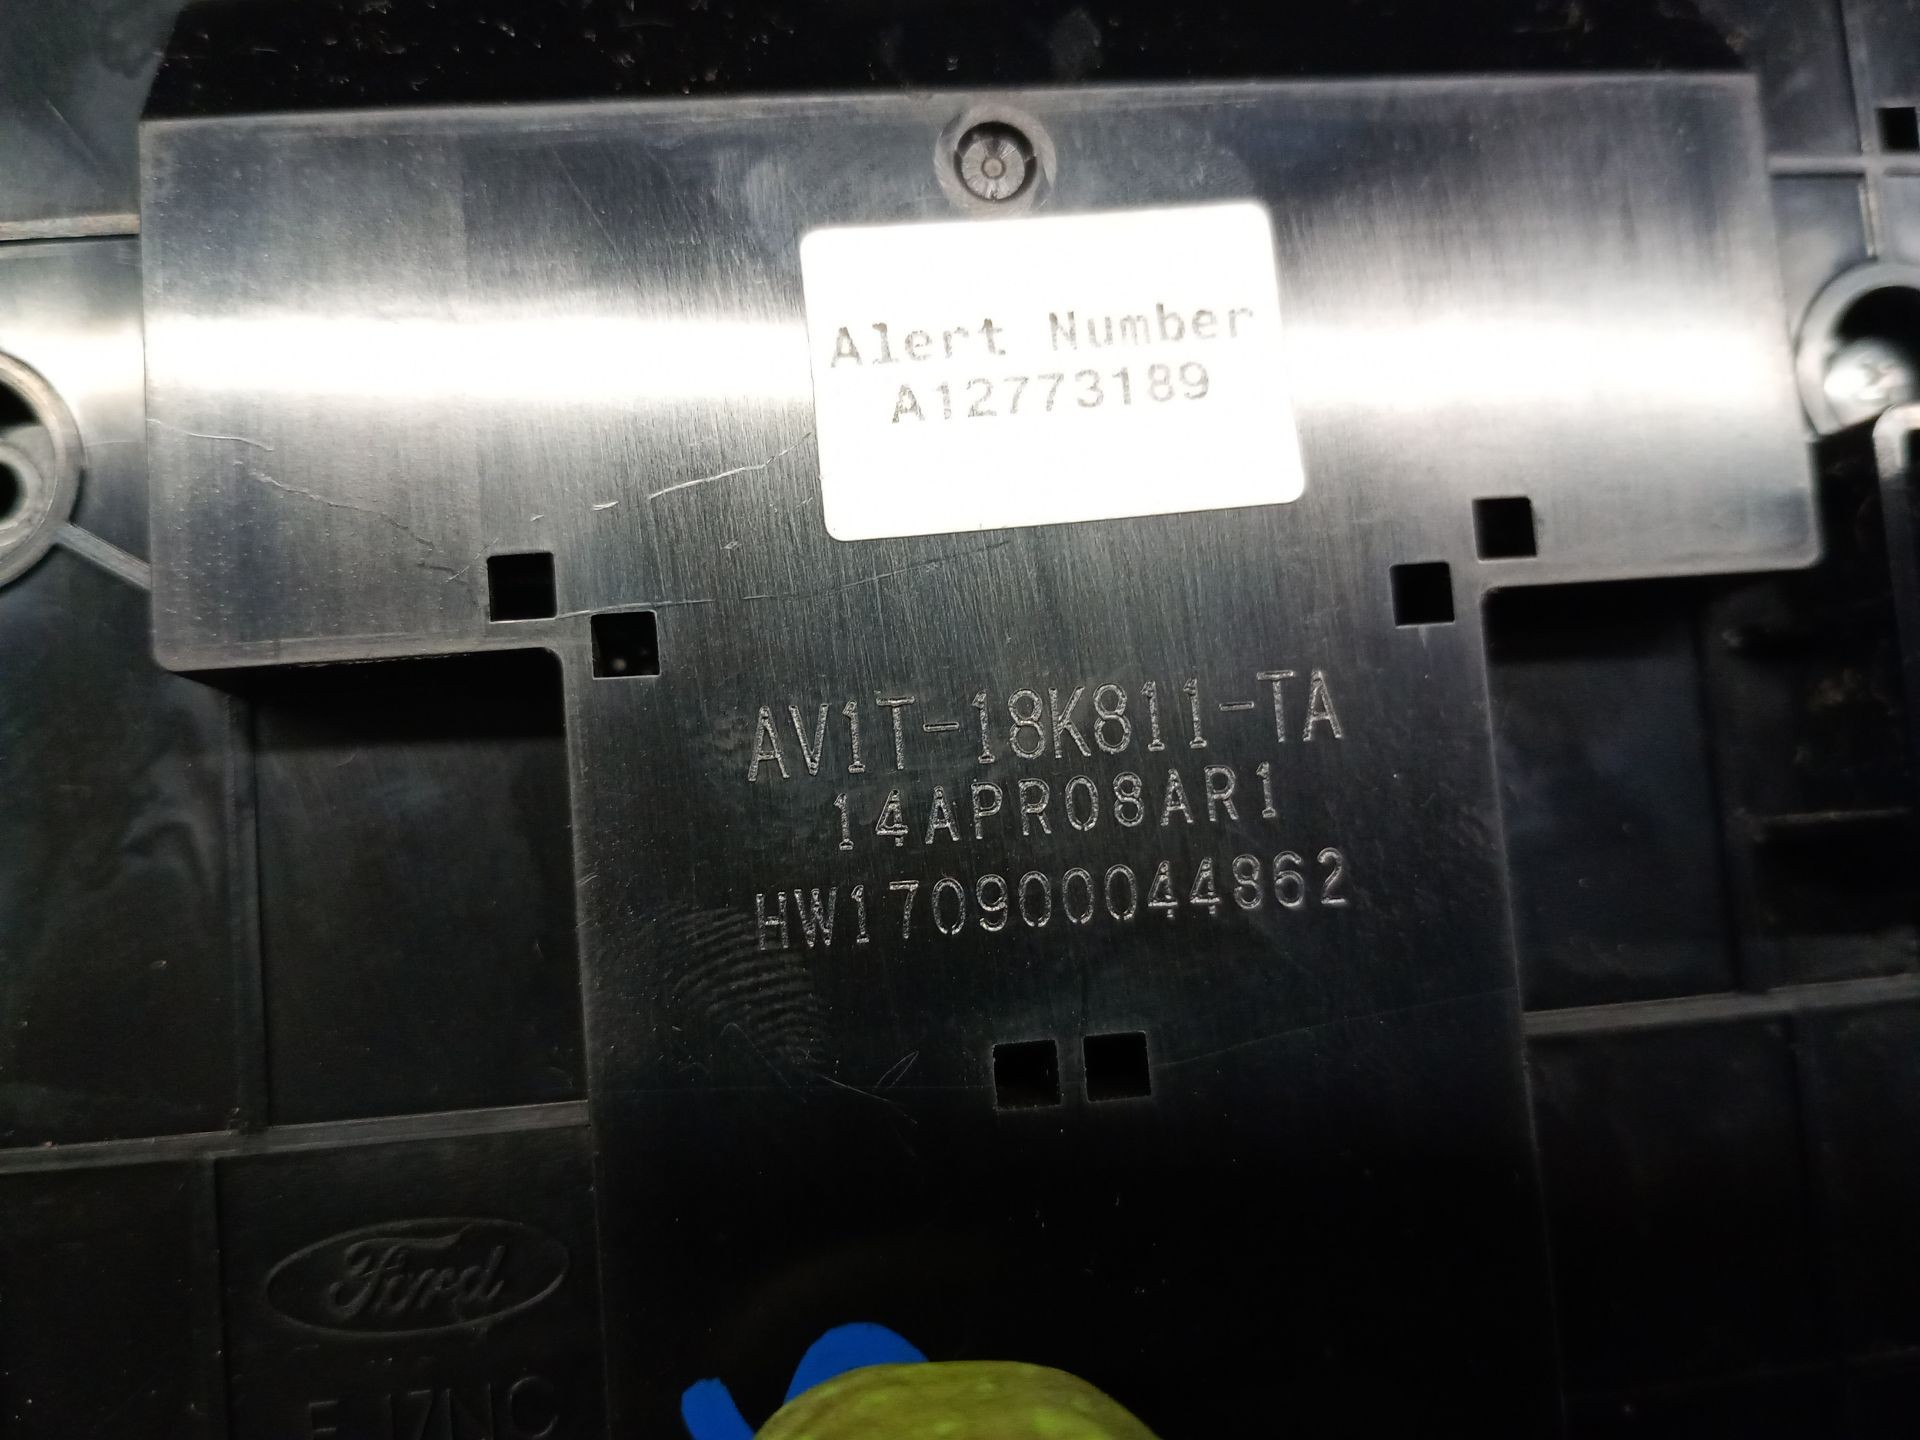 Alert Number
A12773189
AV1T-18K811-TA
14APR08AR1
HW170900044862
Ford